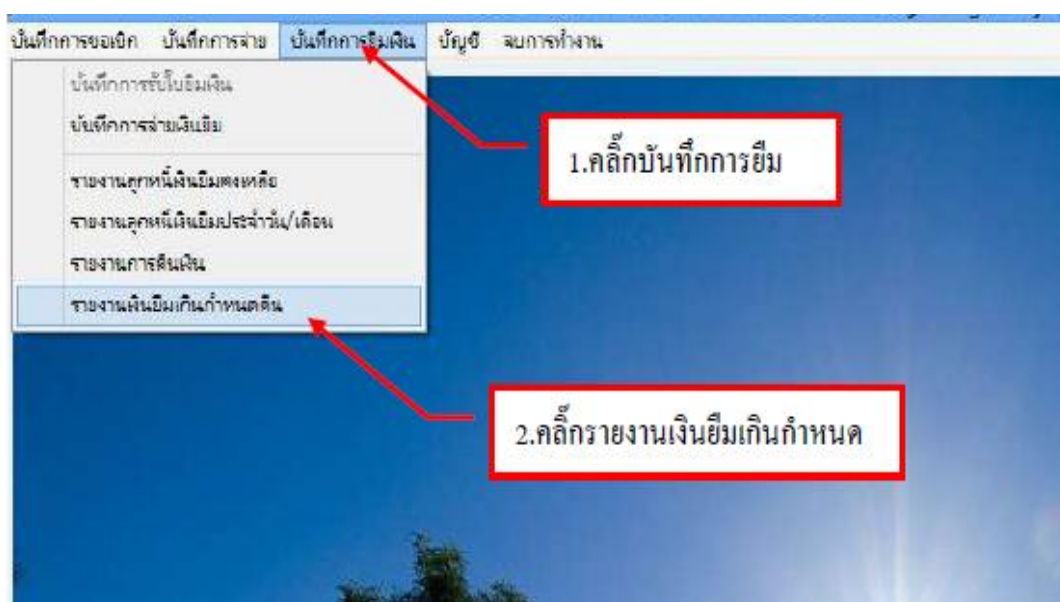 บันทึกการขอเบิก บันทึกการจ่าย บันทึกการยืมเงิน บัญชี จบการทำงาน
บันทึกการรับใบยืมเงิน
บันทึกการจ่ายเงินยืม
1.คลิ๊กบันทึกการยืม
รายงานลูกหนี้เงินยืมคงเหลือ
รายงานลูกหนี้เงินยืมประจำวัน/เดือน
รายงานการคืนเงิน
รายงานเงินยืมเกินกำหนดคืน
2.คลิ๊กรายงานเงินยืมเกินกำหนด